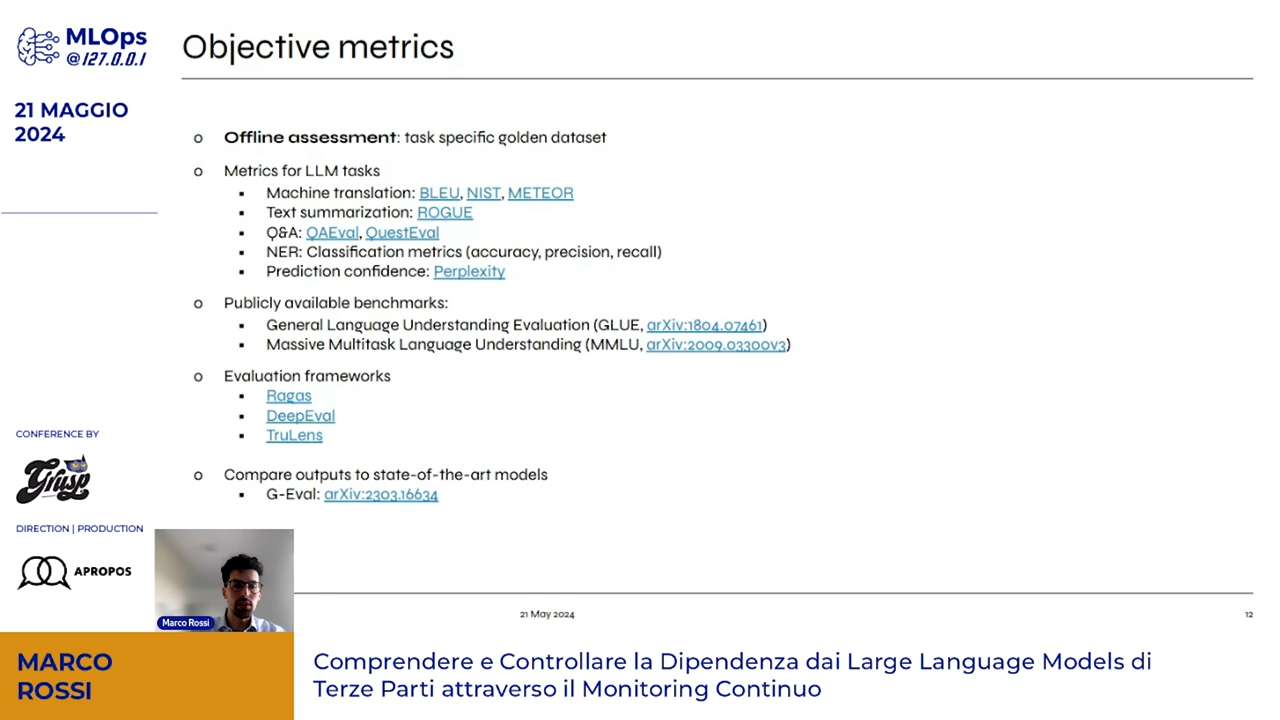 MLOps
@127.0.0.1
21 MAGGIO
2024
Objective metrics
Offline assessment: task specific golden dataset
Metrics for LLM tasks
Machine translation: BLEU, NIST, METEOR
Text summarization: ROGUE
Q&A: QAEval, QuestEval
NER: Classification metrics (accuracy, precision, recall)
Prediction confidence: Perplexity
Publicly available benchmarks:
General Language Understanding Evaluation (GLUE, arXiv:1804.07461)
Massive Multitask Language Understanding (MMLU, arXiv:2009.03300v3)
Evaluation frameworks
Ragas
DeepEval
TruLens
Compare outputs to state-of-the-art models
G-Eval: arXiv:2303.16634
CONFERENCE BY
Grusp
DIRECTION | PRODUCTION
APROPOS
Marco Rossi
21 May 2024
12
MARCO
ROSSI
Comprendere e Controllare la Dipendenza dai Large Language Models di
Terze Parti attraverso il Monitoring Continuo